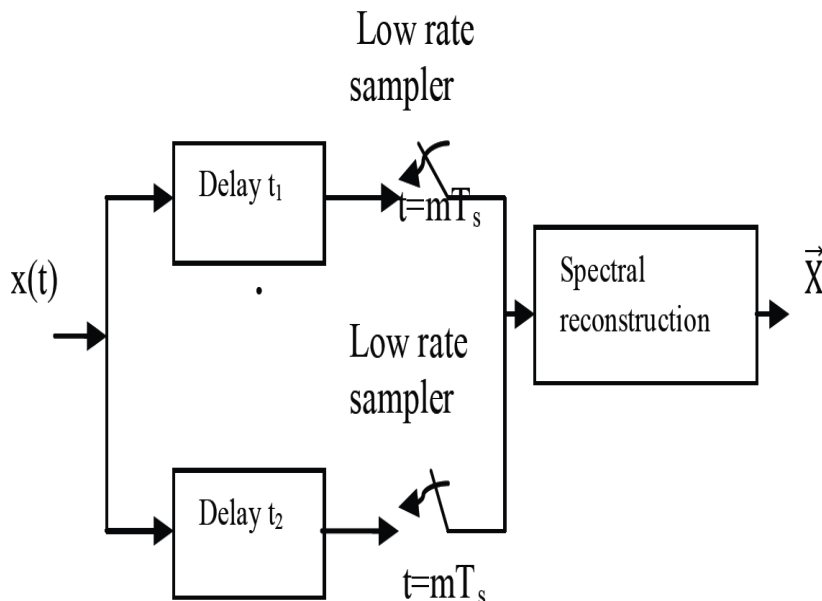 Low rate
sampler
Delay t₁
t=mTₛ
x(t)
Spectral
reconstruction
X⃗
Low rate
sampler
Delay t₂
t=mTₛ